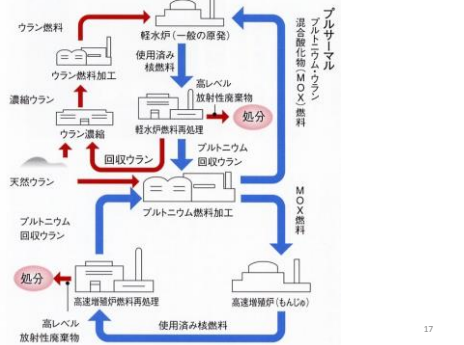 ウラン燃料
軽水炉(一般の原発)
プルサーマル
プルトニウム・ウラン
混合酸化物(MOX)燃料
使用済み
核燃料
ウラン燃料加工
高レベル
放射性廃棄物
処分
濃縮ウラン
軽水炉燃料再処理
ウラン濃縮
回収ウラン
プルトニウム
回収ウラン
天然ウラン
プルトニウム燃料加工
MOX燃料
プルトニウム
回収ウラン
処分
高速増殖炉燃料再処理
高速増殖炉(もんじゅ)
高レベル
放射性廃棄物
使用済み核燃料
17